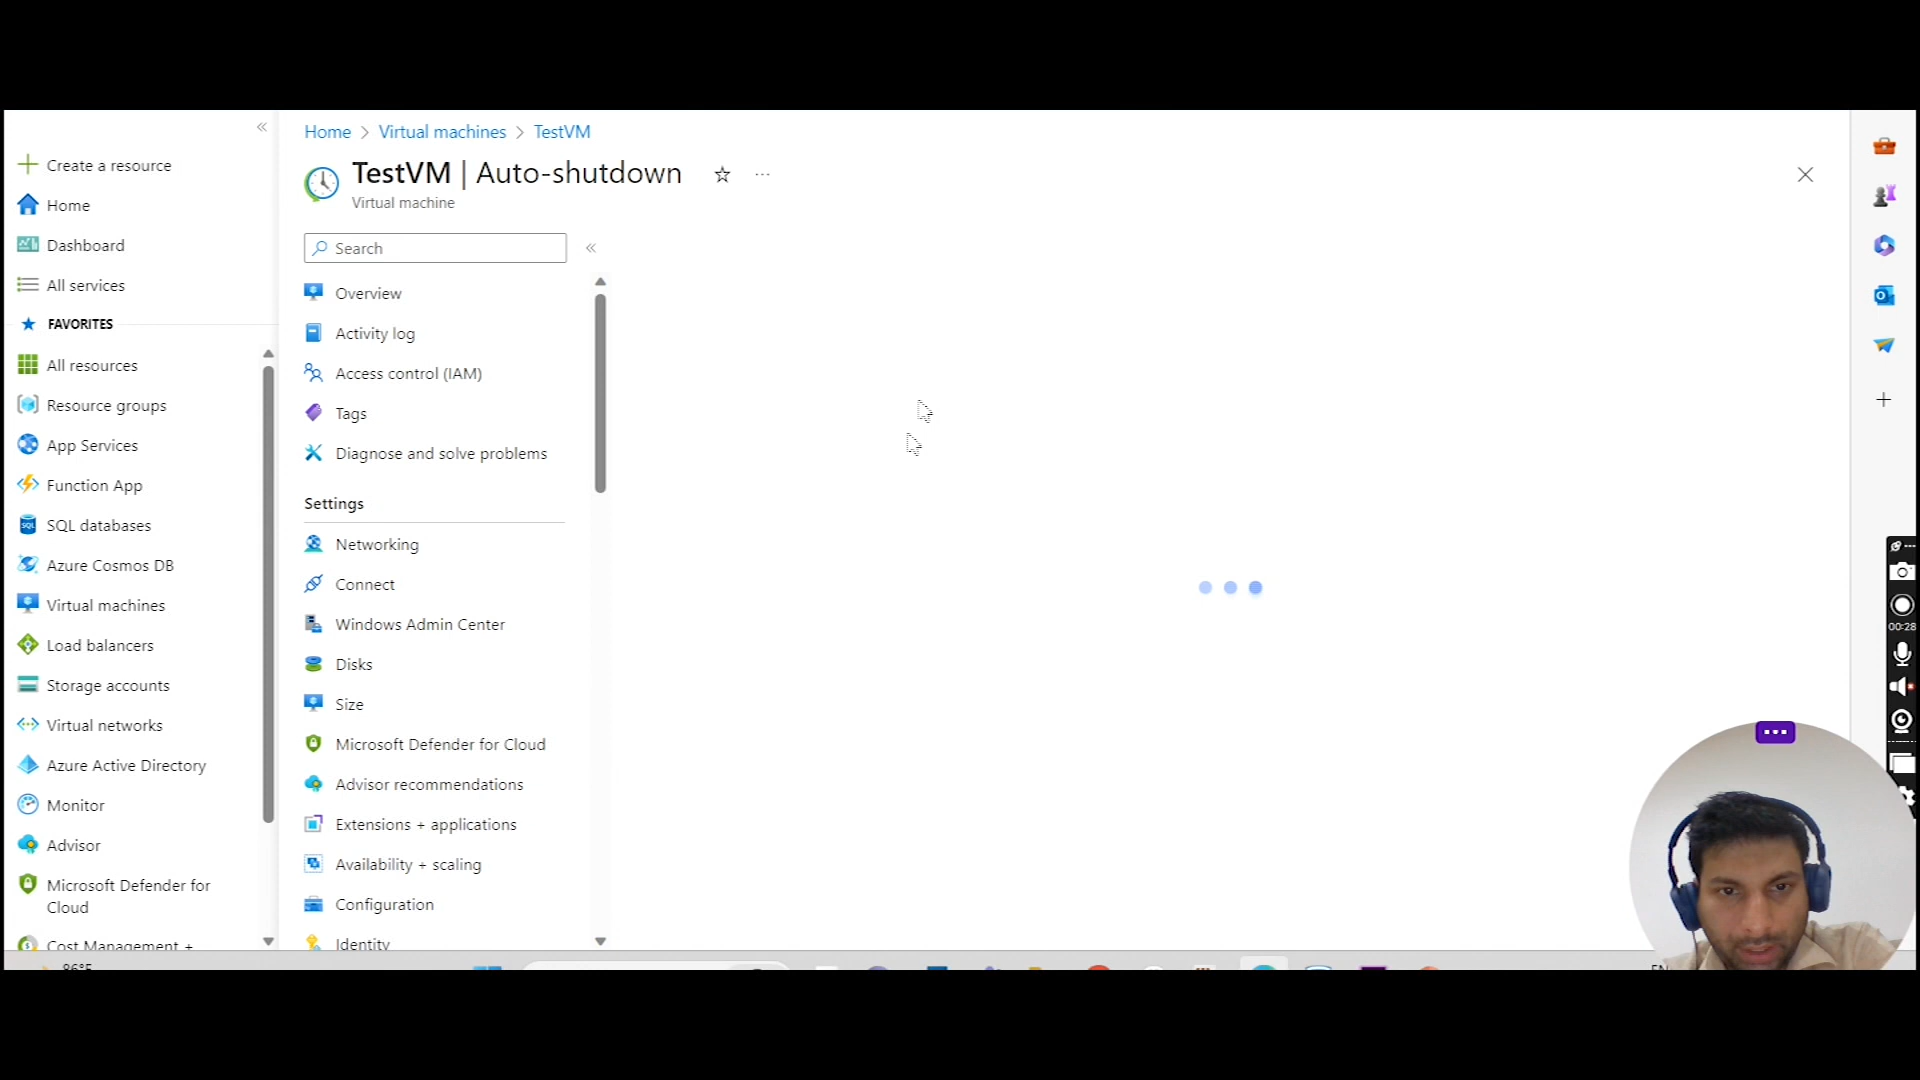 Home > Virtual machines > TestVM
TestVM | Auto-shutdown
Virtual machine
Search
Overview
Activity log
Access control (IAM)
Tags
Diagnose and solve problems
Settings
Networking
Connect
Windows Admin Center
Disks
Size
Microsoft Defender for Cloud
Advisor recommendations
Extensions + applications
Availability + scaling
Configuration
Identity
Create a resource
Home
Dashboard
All services
FAVORITES
All resources
Resource groups
App Services
Function App
SQL databases
Azure Cosmos DB
Virtual machines
Load balancers
Storage accounts
Virtual networks
Azure Active Directory
Monitor
Advisor
Microsoft Defender for
Cloud
Cost Management +
86°F
00:28